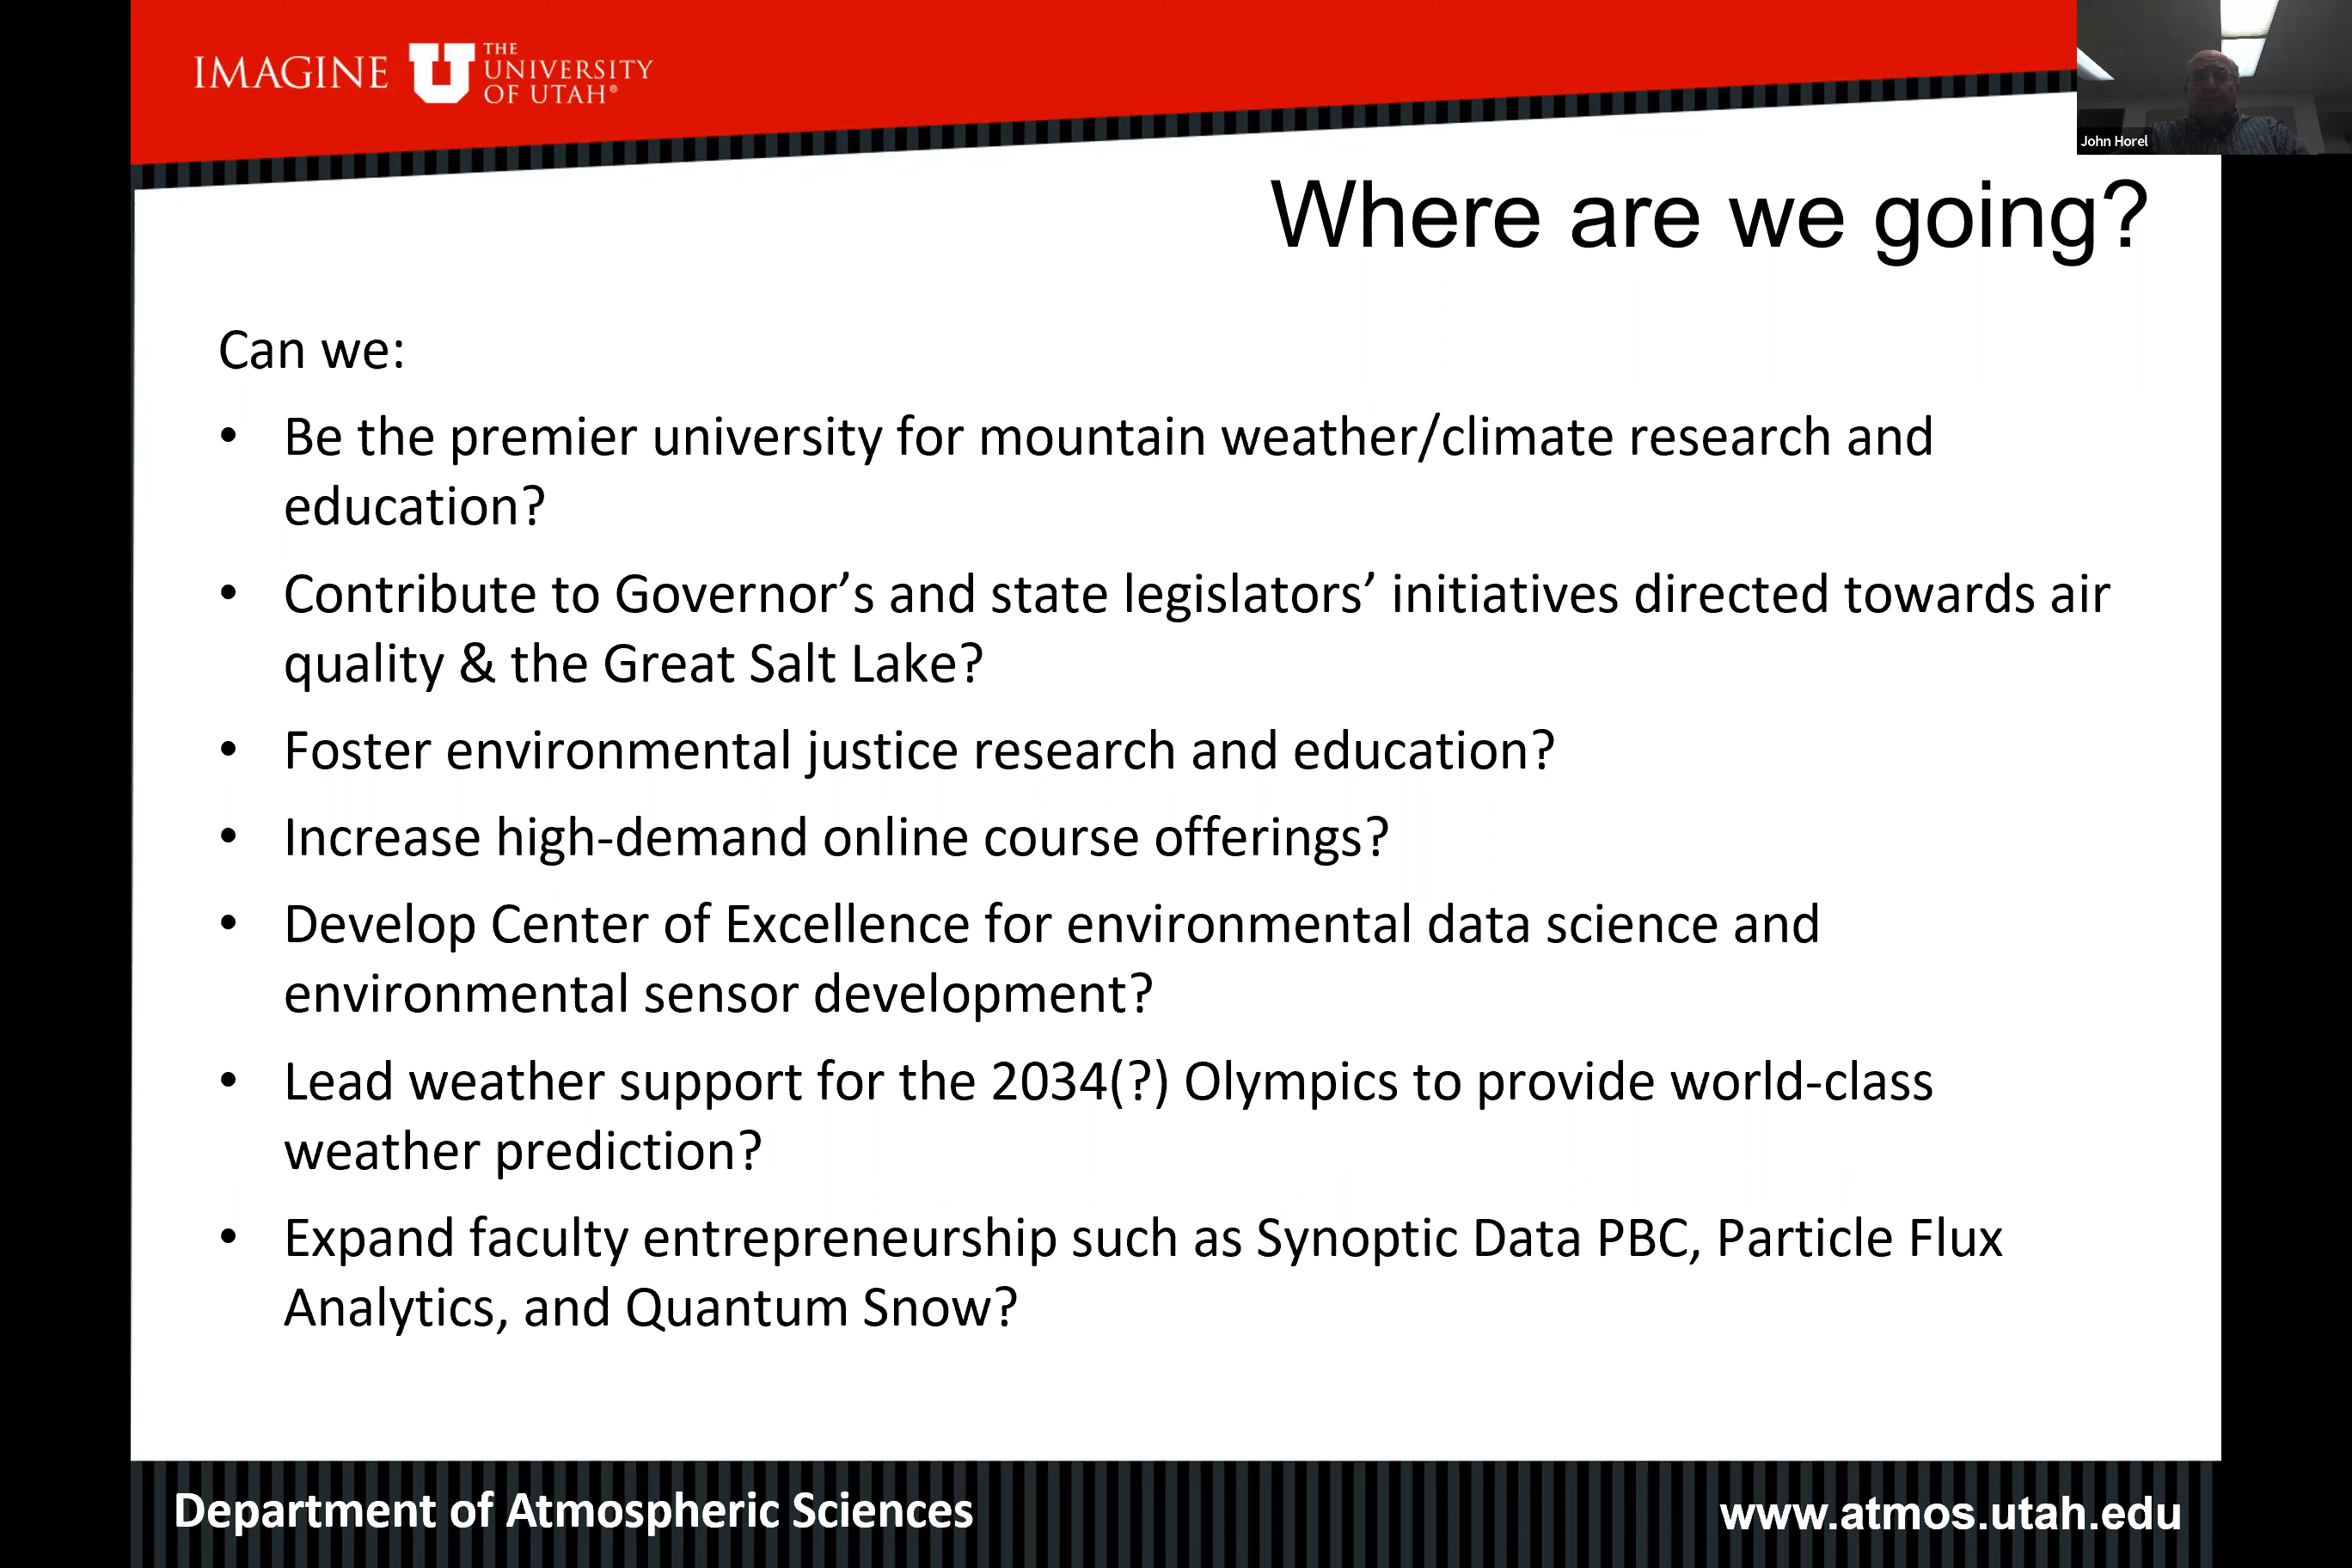 IMAGINE
THE
UNIVERSITY
OF UTAH®
John Horel
Where are we going?
Can we:
• Be the premier university for mountain weather/climate research and
education?
• Contribute to Governor’s and state legislators’ initiatives directed towards air
quality & the Great Salt Lake?
• Foster environmental justice research and education?
• Increase high-demand online course offerings?
• Develop Center of Excellence for environmental data science and
environmental sensor development?
• Lead weather support for the 2034(?) Olympics to provide world-class
weather prediction?
• Expand faculty entrepreneurship such as Synoptic Data PBC, Particle Flux
Analytics, and Quantum Snow?
Department of Atmospheric Sciences
www.atmos.utah.edu